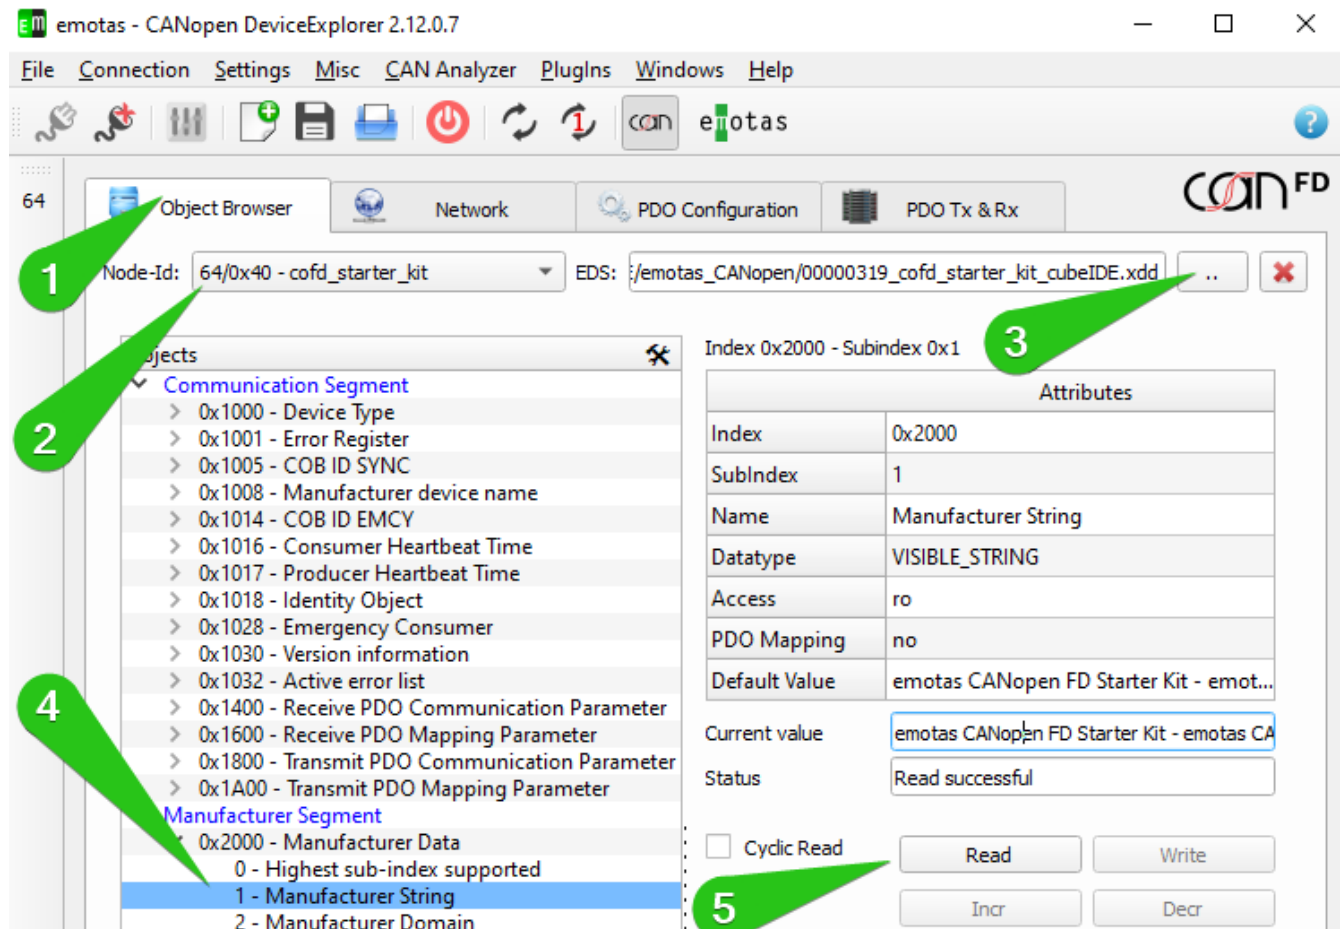 EM emotas - CANopen DeviceExplorer 2.12.0.7
File Connection Settings Misc CAN Analyzer PlugIns Windows Help
1 can emotas ?
64
Object Browser Network PDO Configuration PDO Tx & Rx
can FD
1
Node-Id: 64/0x40 - cofd_starter_kit EDS: :/emotas_CANopen/00000319_cofd_starter_kit_cubeIDE.xdd ..
3
jects
Index 0x2000 - Subindex 0x1
Communication Segment
Attributes
2
0x1000 - Device Type
0x1001 - Error Register
0x1005 - COB ID SYNC
0x1008 - Manufacturer device name
0x1014 - COB ID EMCY
0x1016 - Consumer Heartbeat Time
0x1017 - Producer Heartbeat Time
0x1018 - Identity Object
0x1028 - Emergency Consumer
0x1030 - Version information
0x1032 - Active error list
4
0x1400 - Receive PDO Communication Parameter
0x1600 - Receive PDO Mapping Parameter
0x1800 - Transmit PDO Communication Parameter
0x1A00 - Transmit PDO Mapping Parameter
Manufacturer Segment
0x2000 - Manufacturer Data
0 - Highest sub-index supported
1 - Manufacturer String
2 - Manufacturer Domain
Index 0x2000
SubIndex 1
Name Manufacturer String
Datatype VISIBLE_STRING
Access ro
PDO Mapping no
Default Value emotas CANopen FD Starter Kit - emot...
Current value emotas CANopen FD Starter Kit - emotas CA
Status Read successful
Cyclic Read Read Write
5
Incr Decr